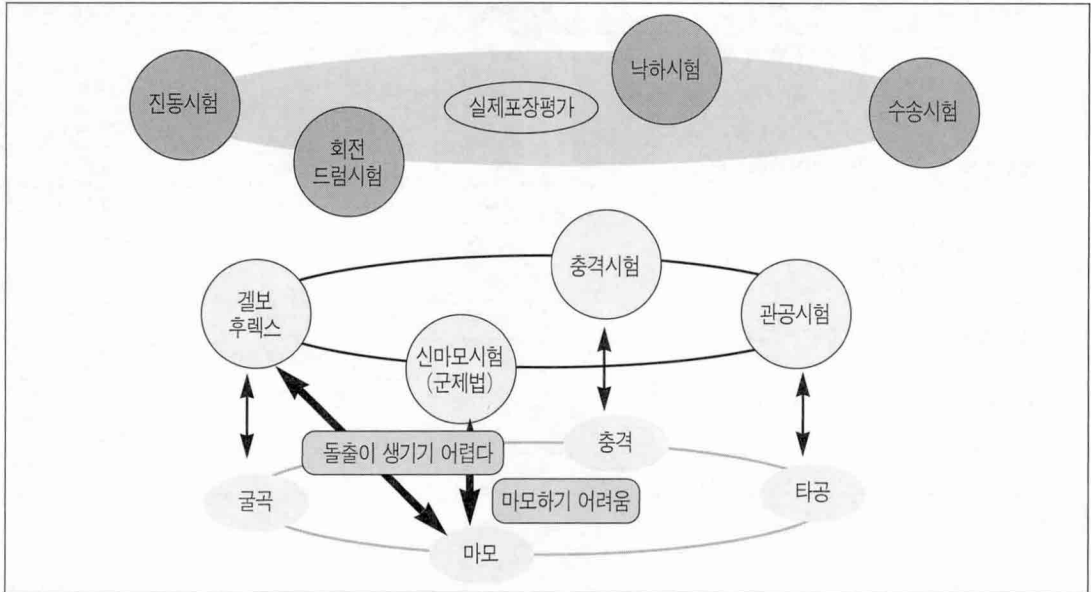 낙하시험
진동시험
실제포장평가
수송시험
회전
드럼시험
충격시험
겔보
후렉스
관공시험
신마모시험
(군제법)
돌출이 생기기 어렵다
충격
굴곡
마모하기 어려움
타공
마모